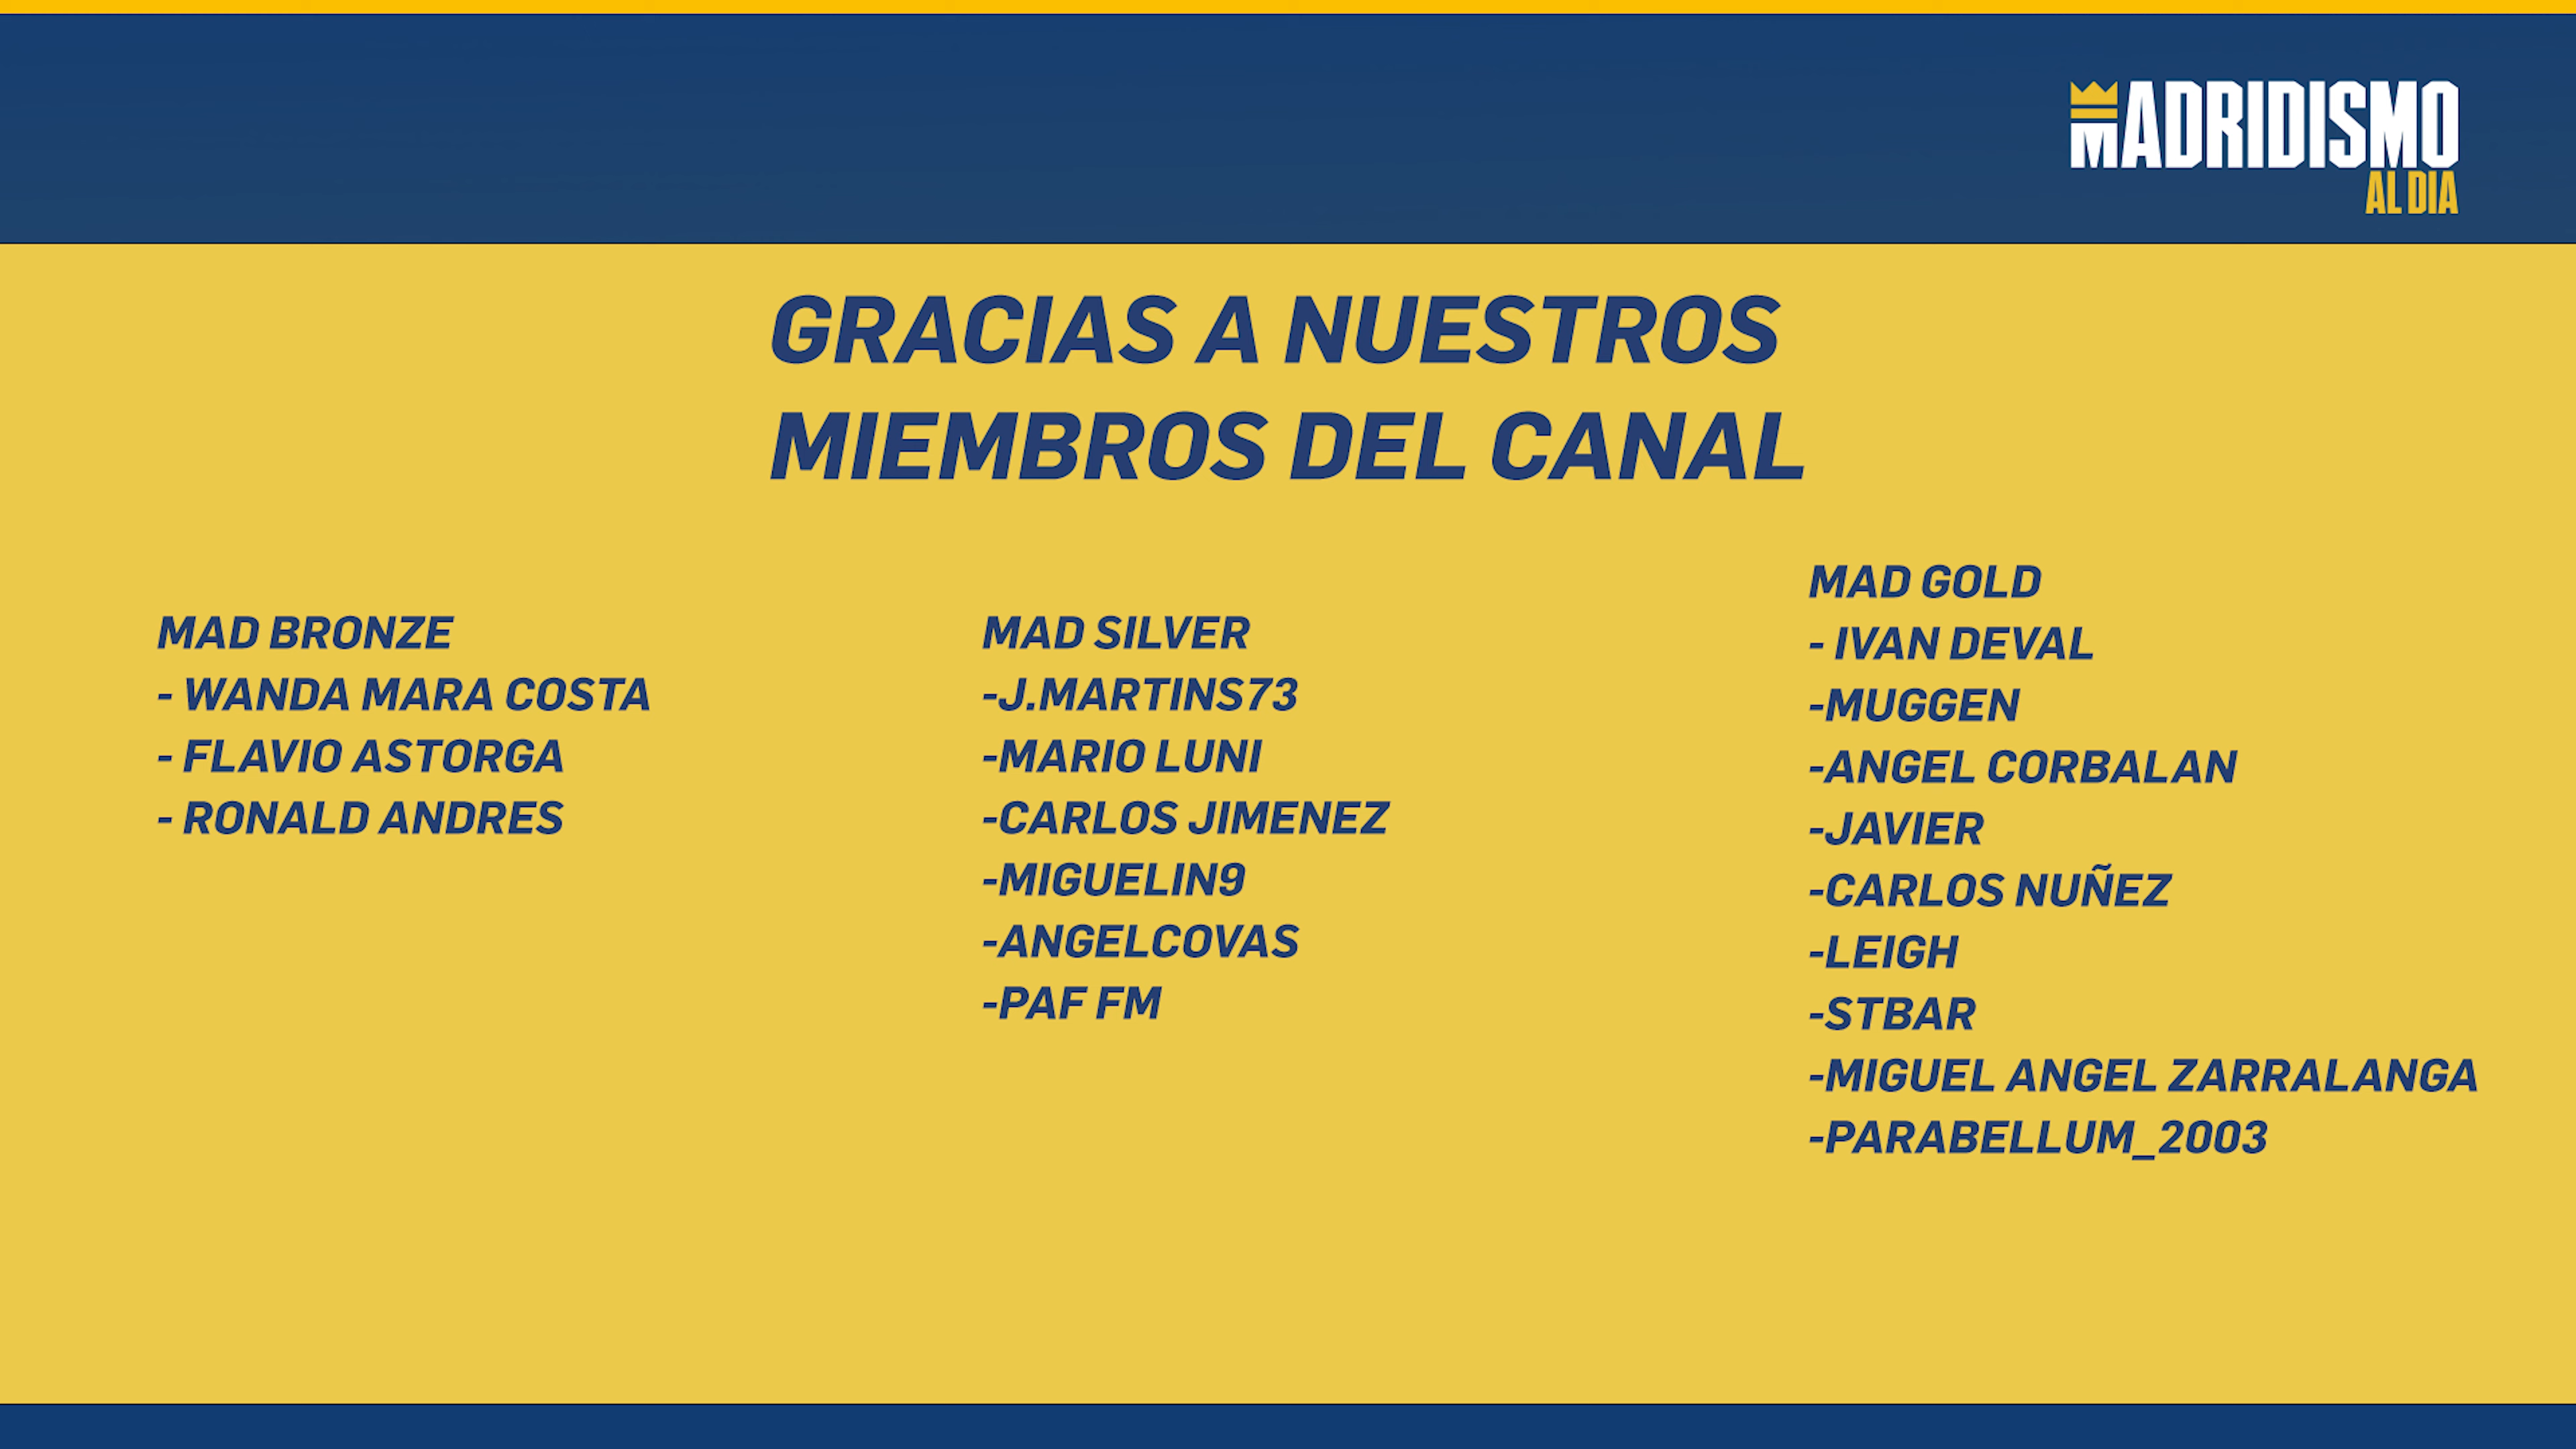 MADRIDISMO
AL DIA
GRACIAS A NUESTROS
MIEMBROS DEL CANAL
MAD BRONZE
- WANDA MARA COSTA
- FLAVIO ASTORGA
- RONALD ANDRES
MAD SILVER
-J.MARTINS73
-MARIO LUNI
-CARLOS JIMENEZ
-MIGUELIN9
-ANGELCOVAS
-PAF FM
MAD GOLD
- IVAN DEVAL
-MUGGEN
-ANGEL CORBALAN
-JAVIER
-CARLOS NUÑEZ
-LEIGH
-STBAR
-MIGUEL ANGEL ZARRALANGA
-PARABELLUM_2003